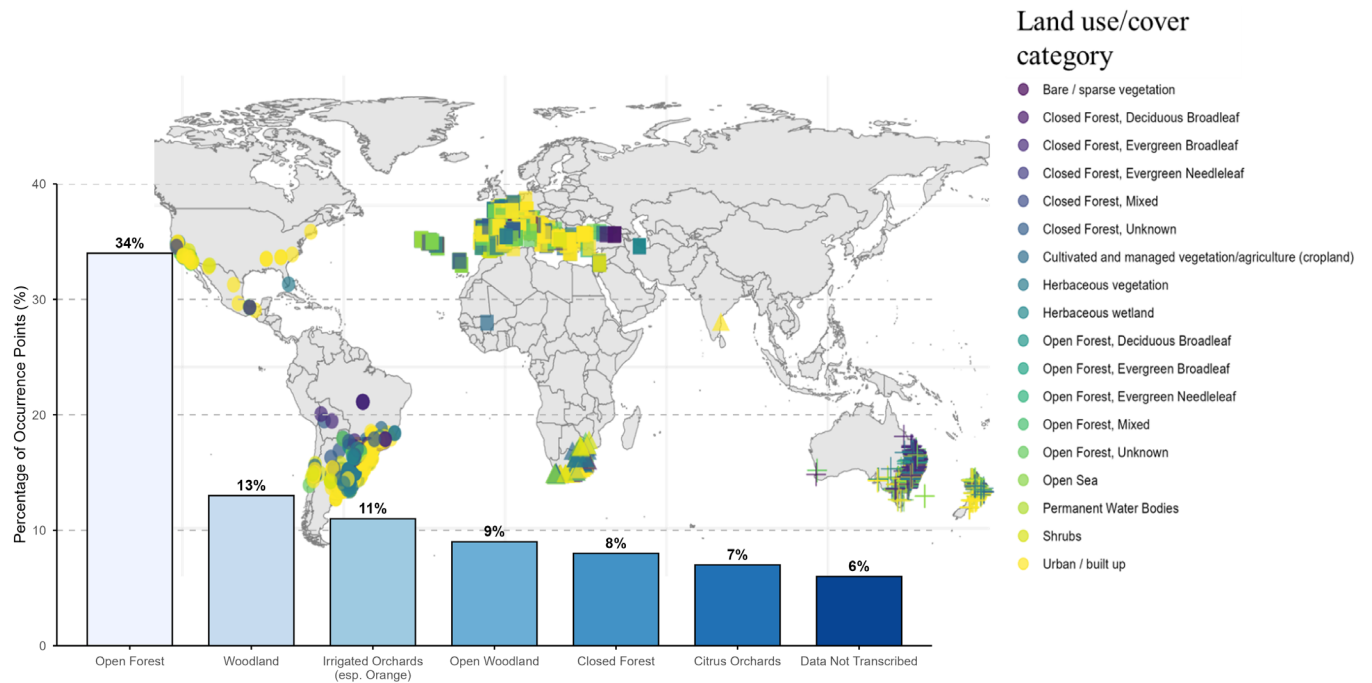 Land use/cover
category
Bare / sparse vegetation
Closed Forest, Deciduous Broadleaf
Closed Forest, Evergreen Broadleaf
Closed Forest, Evergreen Needleleaf
Closed Forest, Mixed
Closed Forest, Unknown
Cultivated and managed vegetation/agriculture (cropland)
Herbaceous vegetation
Herbaceous wetland
Open Forest, Deciduous Broadleaf
Open Forest, Evergreen Broadleaf
Open Forest, Evergreen Needleleaf
Open Forest, Mixed
Open Forest, Unknown
Open Sea
Permanent Water Bodies
Shrubs
Urban / built up
Percentage of Occurrence Points (%)
40
30
20
10
0
34%
13%
11%
9%
8%
7%
6%
Open Forest
Woodland
Irrigated Orchards
(esp. Orange)
Open Woodland
Closed Forest
Citrus Orchards
Data Not Transcribed